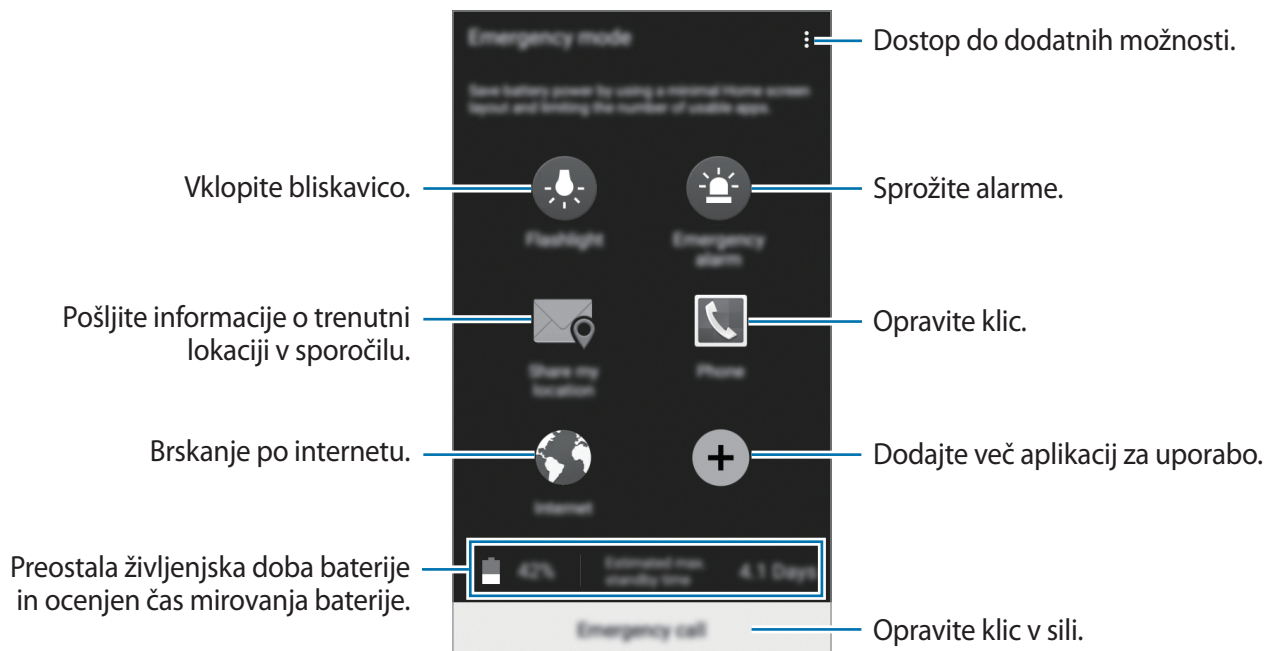 Emergency mode
Dostop do dodatnih možnosti.
Save battery power by using a minimal Home screen
layout and limiting the number of usable apps.
Vklopite bliskavico.
Flashlight
Emergency
alarm
Sprožite alarme.
Pošljite informacije o trenutni
lokaciji v sporočilu.
Share my
location
Phone
Opravite klic.
Brskanje po internetu.
Internet
Dodajte več aplikacij za uporabo.
Preostala življenjska doba baterije
in ocenjen čas mirovanja baterije.
42%
Estimated max.
standby time
4.1 Days
Emergency call
Opravite klic v sili.